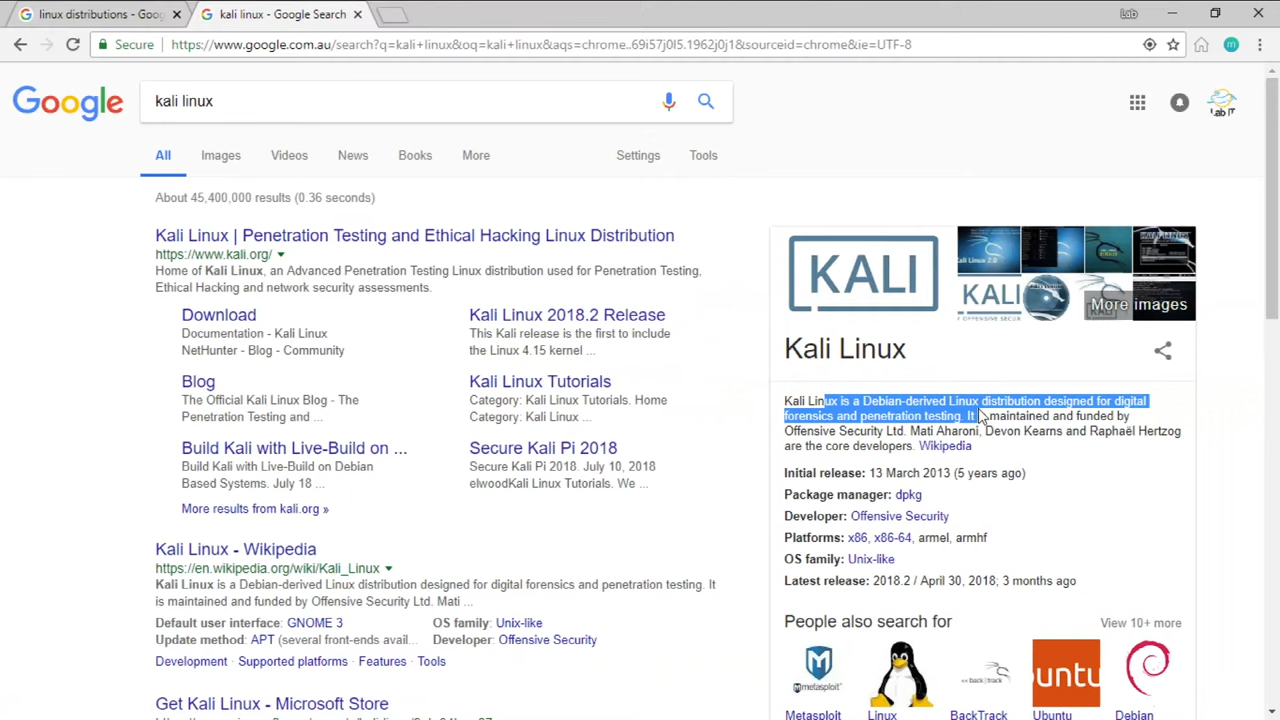 linux distributions - Goog
kali linux - Google Search
Lab
Secure
https://www.google.com.au/search?q=kali+linux&oq=kali+linux&aqs=chrome..69i57j0l5.1962j0j1&sourceid=chrome&ie=UTF-8
m
Google
kali linux
Lab IT
All Images Videos News Books More Settings Tools
About 45,400,000 results (0.36 seconds)
Kali Linux | Penetration Testing and Ethical Hacking Linux Distribution
https://www.kali.org/
Home of Kali Linux, an Advanced Penetration Testing Linux distribution used for Penetration Testing,
Ethical Hacking and network security assessments.
Download
Documentation - Kali Linux
NetHunter - Blog - Community
Kali Linux 2018.2 Release
This Kali release is the first to include
the Linux 4.15 kernel ...
Blog
The Official Kali Linux Blog - The
Penetration Testing and ...
Kali Linux Tutorials
Category: Kali Linux Tutorials. Home
Category: Kali Linux ...
Build Kali with Live-Build on ...
Build Kali with Live-Build on Debian
Based Systems. July 18 ...
Secure Kali Pi 2018
Secure Kali Pi 2018. July 10, 2018
elwoodKali Linux Tutorials. We ...
More results from kali.org »
Kali Linux - Wikipedia
https://en.wikipedia.org/wiki/Kali_Linux
Kali Linux is a Debian-derived Linux distribution designed for digital forensics and penetration testing. It
is maintained and funded by Offensive Security Ltd. Mati ...
Default user interface: GNOME 3 OS family: Unix-like
Update method: APT (several front-ends avail... Developer: Offensive Security
Development · Supported platforms · Features · Tools
Get Kali Linux - Microsoft Store
KALI
Kali Linux 2.0
KALI
More images
Kali Linux
Kali Linux is a Debian-derived Linux distribution designed for digital
forensics and penetration testing. It maintained and funded by
Offensive Security Ltd. Mati Aharoni, Devon Kearns and Raphaël Hertzog
are the core developers. Wikipedia
Initial release: 13 March 2013 (5 years ago)
Package manager: dpkg
Developer: Offensive Security
Platforms: x86, x86-64, armel, armhf
OS family: Unix-like
Latest release: 2018.2 / April 30, 2018; 3 months ago
People also search for
View 10+ more
metasploit
back | track
ubuntu
Metasploit
Linux
BackTrack
Ubuntu
Debian